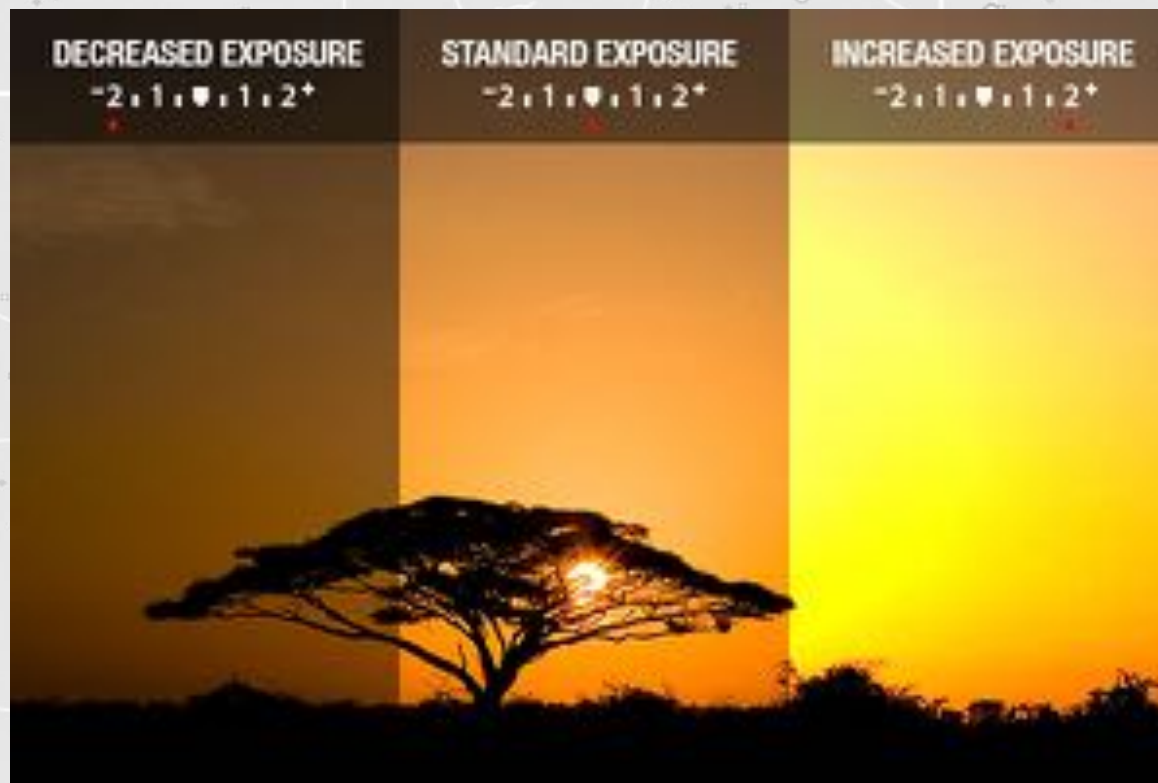 DECREASED EXPOSURE
-2 1 1 2+
STANDARD EXPOSURE
-2 1 1 2+
INCREASED EXPOSURE
-2 1 1 2+